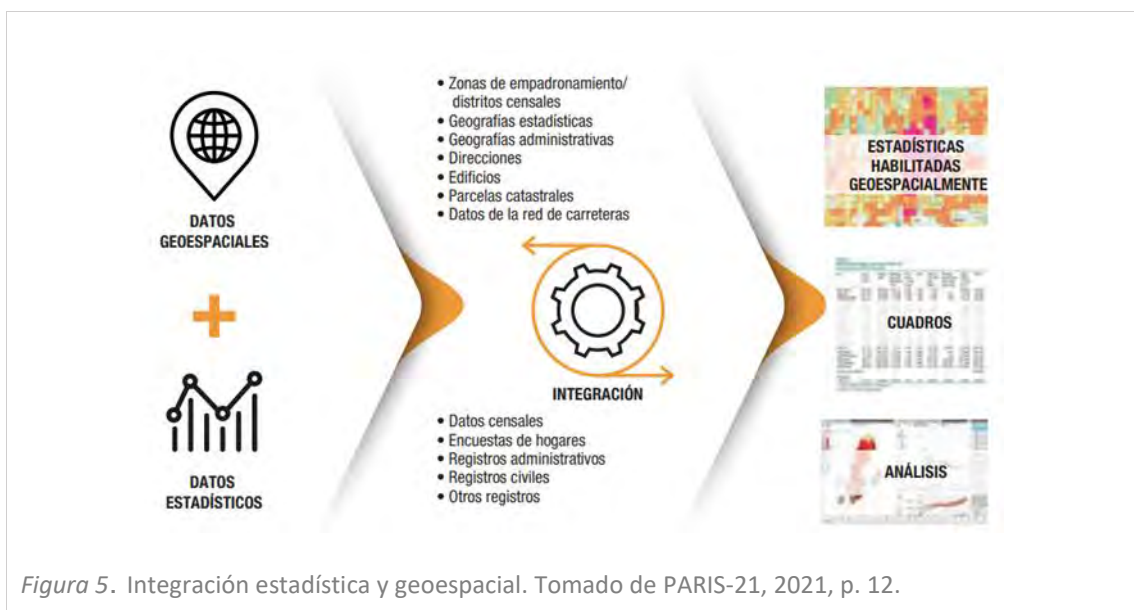 DATOS
GEOESPACIALES
DATOS
ESTADÍSTICOS
• Zonas de empadronamiento/
distritos censales
• Geografías estadísticas
• Geografías administrativas
• Direcciones
• Edificios
• Parcelas catastrales
• Datos de la red de carreteras
INTEGRACIÓN
• Datos censales
• Encuestas de hogares
• Registros administrativos
• Registros civiles
• Otros registros
ESTADÍSTICAS
HABILITADAS
GEOESPACIALMENTE
CUADROS
ANÁLISIS
Figura 5. Integración estadística y geoespacial. Tomado de PARIS-21, 2021, p. 12.